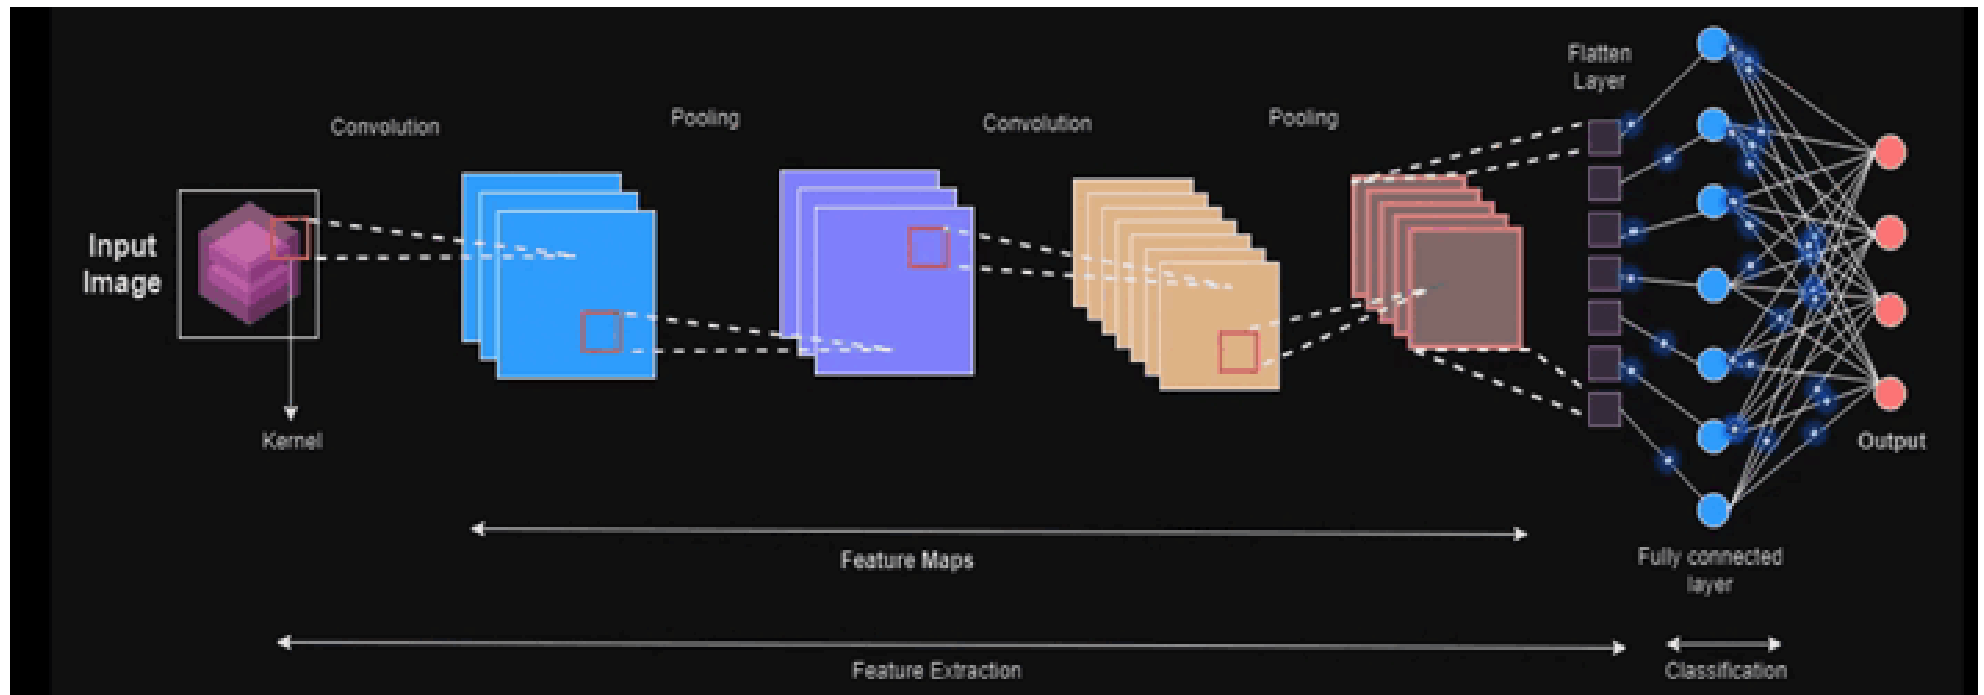 Flatten
Layer
Convolution
Pooling
Convolution
Pooling
Input
Image
Kernel
Output
Feature Maps
Fully connected
layer
Feature Extraction
Classification